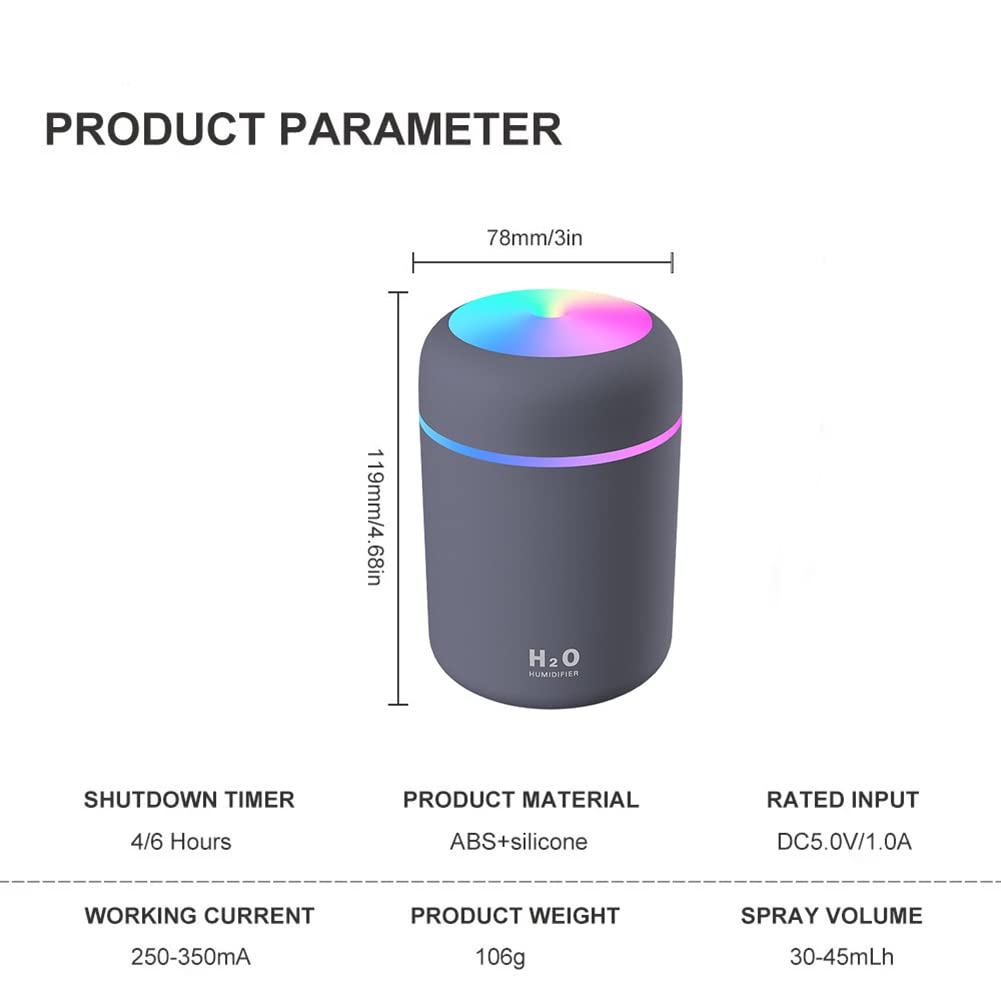 PRODUCT PARAMETER
78mm/3in
119mm/4.68in
H2O
HUMIDIFIER
SHUTDOWN TIMER
4/6 Hours
PRODUCT MATERIAL
ABS+silicone
RATED INPUT
DC5.0V/1.0A
WORKING CURRENT
250-350mA
PRODUCT WEIGHT
106g
SPRAY VOLUME
30-45mLh